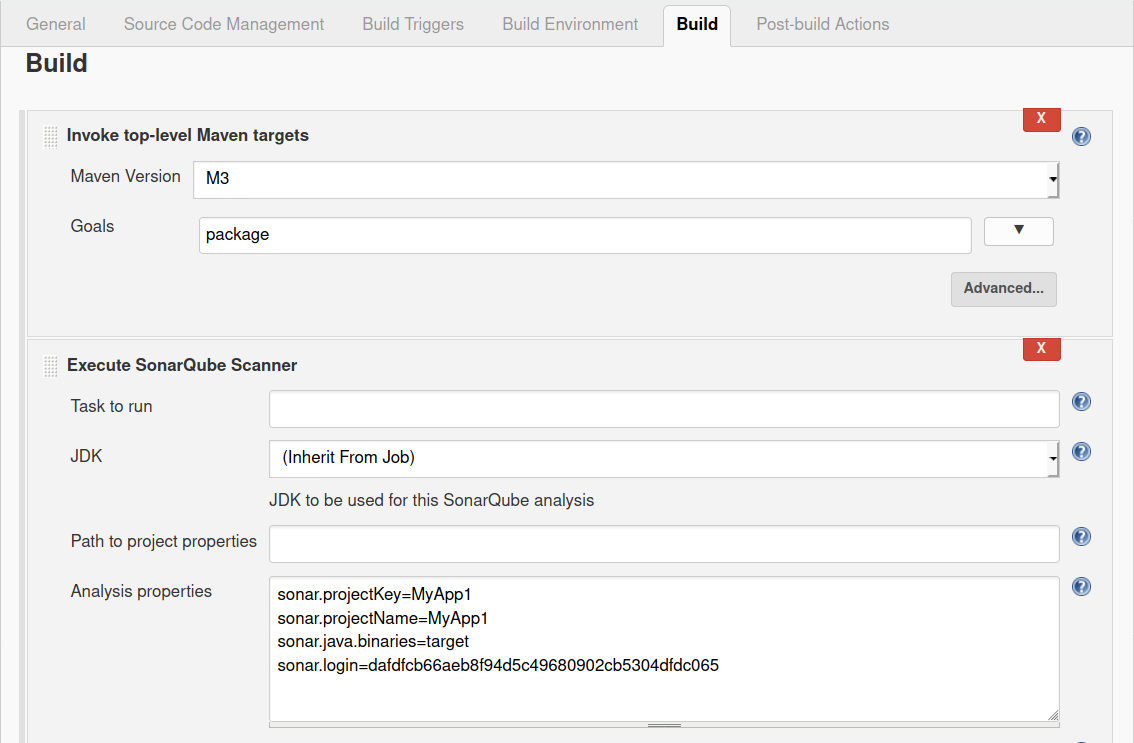 General Source Code Management Build Triggers Build Environment Build Post-build Actions
Build
Invoke top-level Maven targets X
Maven Version M3
Goals package
Advanced...
Execute SonarQube Scanner X
Task to run
JDK (Inherit From Job)
JDK to be used for this SonarQube analysis
Path to project properties
Analysis properties sonar.projectKey=MyApp1
sonar.projectName=MyApp1
sonar.java.binaries=target
sonar.login=dafdfcb66aeb8f94d5c49680902cb5304dfdc065